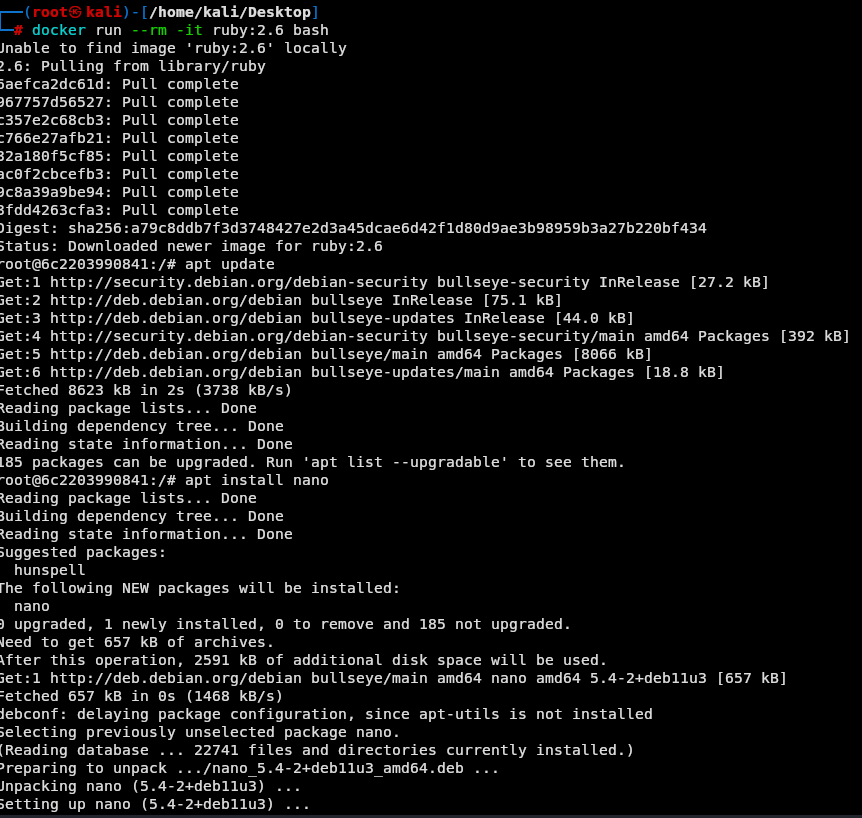 ┌──(root㉿kali)-[/home/kali/Desktop]
└─# docker run --rm -it ruby:2.6 bash
Unable to find image 'ruby:2.6' locally
2.6: Pulling from library/ruby
6aefca2dc61d: Pull complete
967757d56527: Pull complete
c357e2c68cb3: Pull complete
c766e27afb21: Pull complete
32a180f5cf85: Pull complete
ac0f2cbcefb3: Pull complete
9c8a39a9be94: Pull complete
3fdd4263cfa3: Pull complete
Digest: sha256:a79c8ddb7f3d3748427e2d3a45dcae6d42f1d80d9ae3b98959b3a27b220bf434
Status: Downloaded newer image for ruby:2.6
root@6c2203990841:/# apt update
Get:1 http://security.debian.org/debian-security bullseye-security InRelease [27.2 kB]
Get:2 http://deb.debian.org/debian bullseye InRelease [75.1 kB]
Get:3 http://deb.debian.org/debian bullseye-updates InRelease [44.0 kB]
Get:4 http://security.debian.org/debian-security bullseye-security/main amd64 Packages [392 kB]
Get:5 http://deb.debian.org/debian bullseye/main amd64 Packages [8066 kB]
Get:6 http://deb.debian.org/debian bullseye-updates/main amd64 Packages [18.8 kB]
Fetched 8623 kB in 2s (3738 kB/s)
Reading package lists... Done
Building dependency tree... Done
Reading state information... Done
185 packages can be upgraded. Run 'apt list --upgradable' to see them.
root@6c2203990841:/# apt install nano
Reading package lists... Done
Building dependency tree... Done
Reading state information... Done
Suggested packages:
  hunspell
The following NEW packages will be installed:
  nano
0 upgraded, 1 newly installed, 0 to remove and 185 not upgraded.
Need to get 657 kB of archives.
After this operation, 2591 kB of additional disk space will be used.
Get:1 http://deb.debian.org/debian bullseye/main amd64 nano amd64 5.4-2+deb11u3 [657 kB]
Fetched 657 kB in 0s (1468 kB/s)
debconf: delaying package configuration, since apt-utils is not installed
Selecting previously unselected package nano.
(Reading database ... 22741 files and directories currently installed.)
Preparing to unpack .../nano_5.4-2+deb11u3_amd64.deb ...
Unpacking nano (5.4-2+deb11u3) ...
Setting up nano (5.4-2+deb11u3) ...